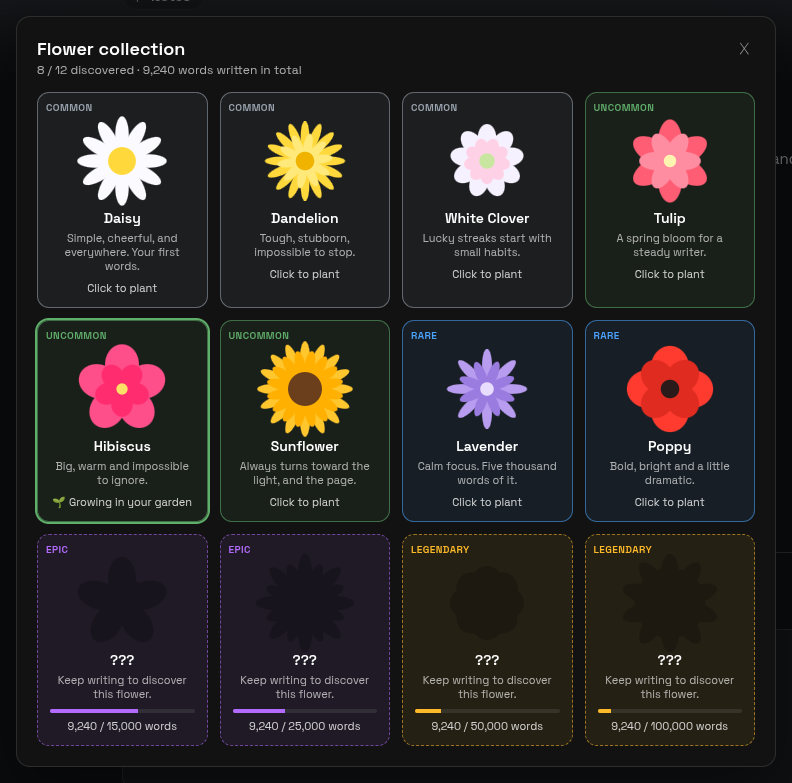 Flower collection
X
8 / 12 discovered · 9,240 words written in total
COMMON
Daisy
Simple, cheerful, and
everywhere. Your first
words.
Click to plant
COMMON
Dandelion
Tough, stubborn,
impossible to stop.
Click to plant
COMMON
White Clover
Lucky streaks start with
small habits.
Click to plant
UNCOMMON
Tulip
A spring bloom for a
steady writer.
Click to plant
UNCOMMON
Hibiscus
Big, warm and impossible
to ignore.
🌱 Growing in your garden
UNCOMMON
Sunflower
Always turns toward the
light, and the page.
Click to plant
RARE
Lavender
Calm focus. Five thousand
words of it.
Click to plant
RARE
Poppy
Bold, bright and a little
dramatic.
Click to plant
EPIC
???
Keep writing to discover
this flower.
9,240 / 15,000 words
EPIC
???
Keep writing to discover
this flower.
9,240 / 25,000 words
LEGENDARY
???
Keep writing to discover
this flower.
9,240 / 50,000 words
LEGENDARY
???
Keep writing to discover
this flower.
9,240 / 100,000 words